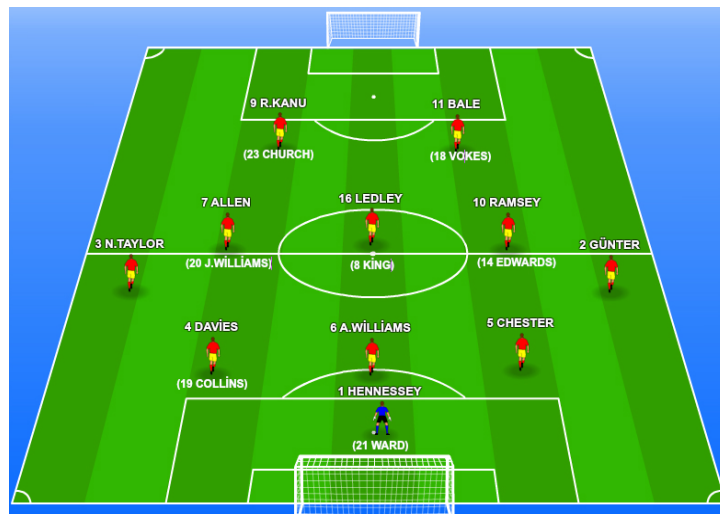 9 R.KANU
11 BALE
(23 CHURCH)
(18 VOKES)
7 ALLEN
16 LEDLEY
10 RAMSEY
3 N.TAYLOR
2 GÜNTER
(20 J.WİLLİAMS)
(8 KİNG)
(14 EDWARDS)
4 DAVİES
6 A.WİLLİAMS
5 CHESTER
(19 COLLİNS)
1 HENNESSEY
(21 WARD)